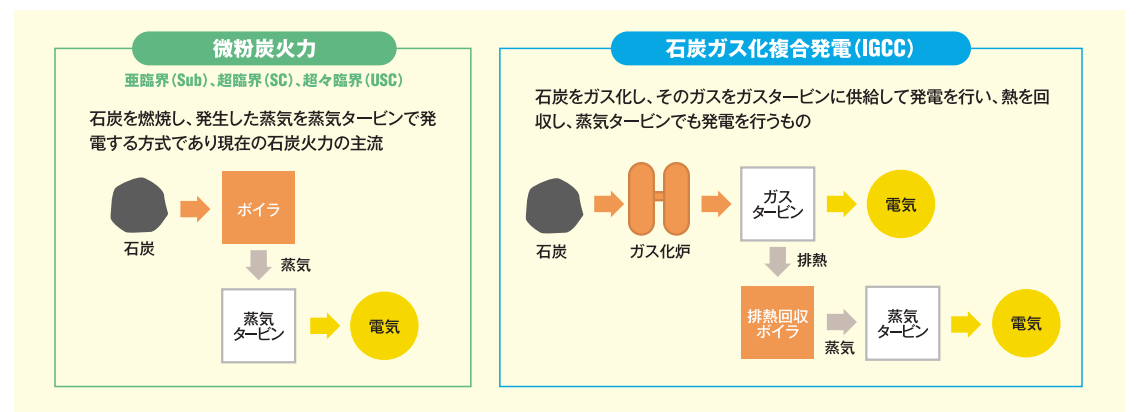 微粉炭火力
亜臨界（Sub）、超臨界（SC）、超々臨界（USC）
石炭を燃焼し、発生した蒸気を蒸気タービンで発
電する方式であり現在の石炭火力の主流
石炭
ボイラ
蒸気
蒸気
タービン
電気
石炭ガス化複合発電（IGCC）
石炭をガス化し、そのガスをガスタービンに供給して発電を行い、熱を回
収し、蒸気タービンでも発電を行うもの
石炭
ガス化炉
ガス
タービン
電気
排熱
排熱回収
ボイラ
蒸気
蒸気
タービン
電気